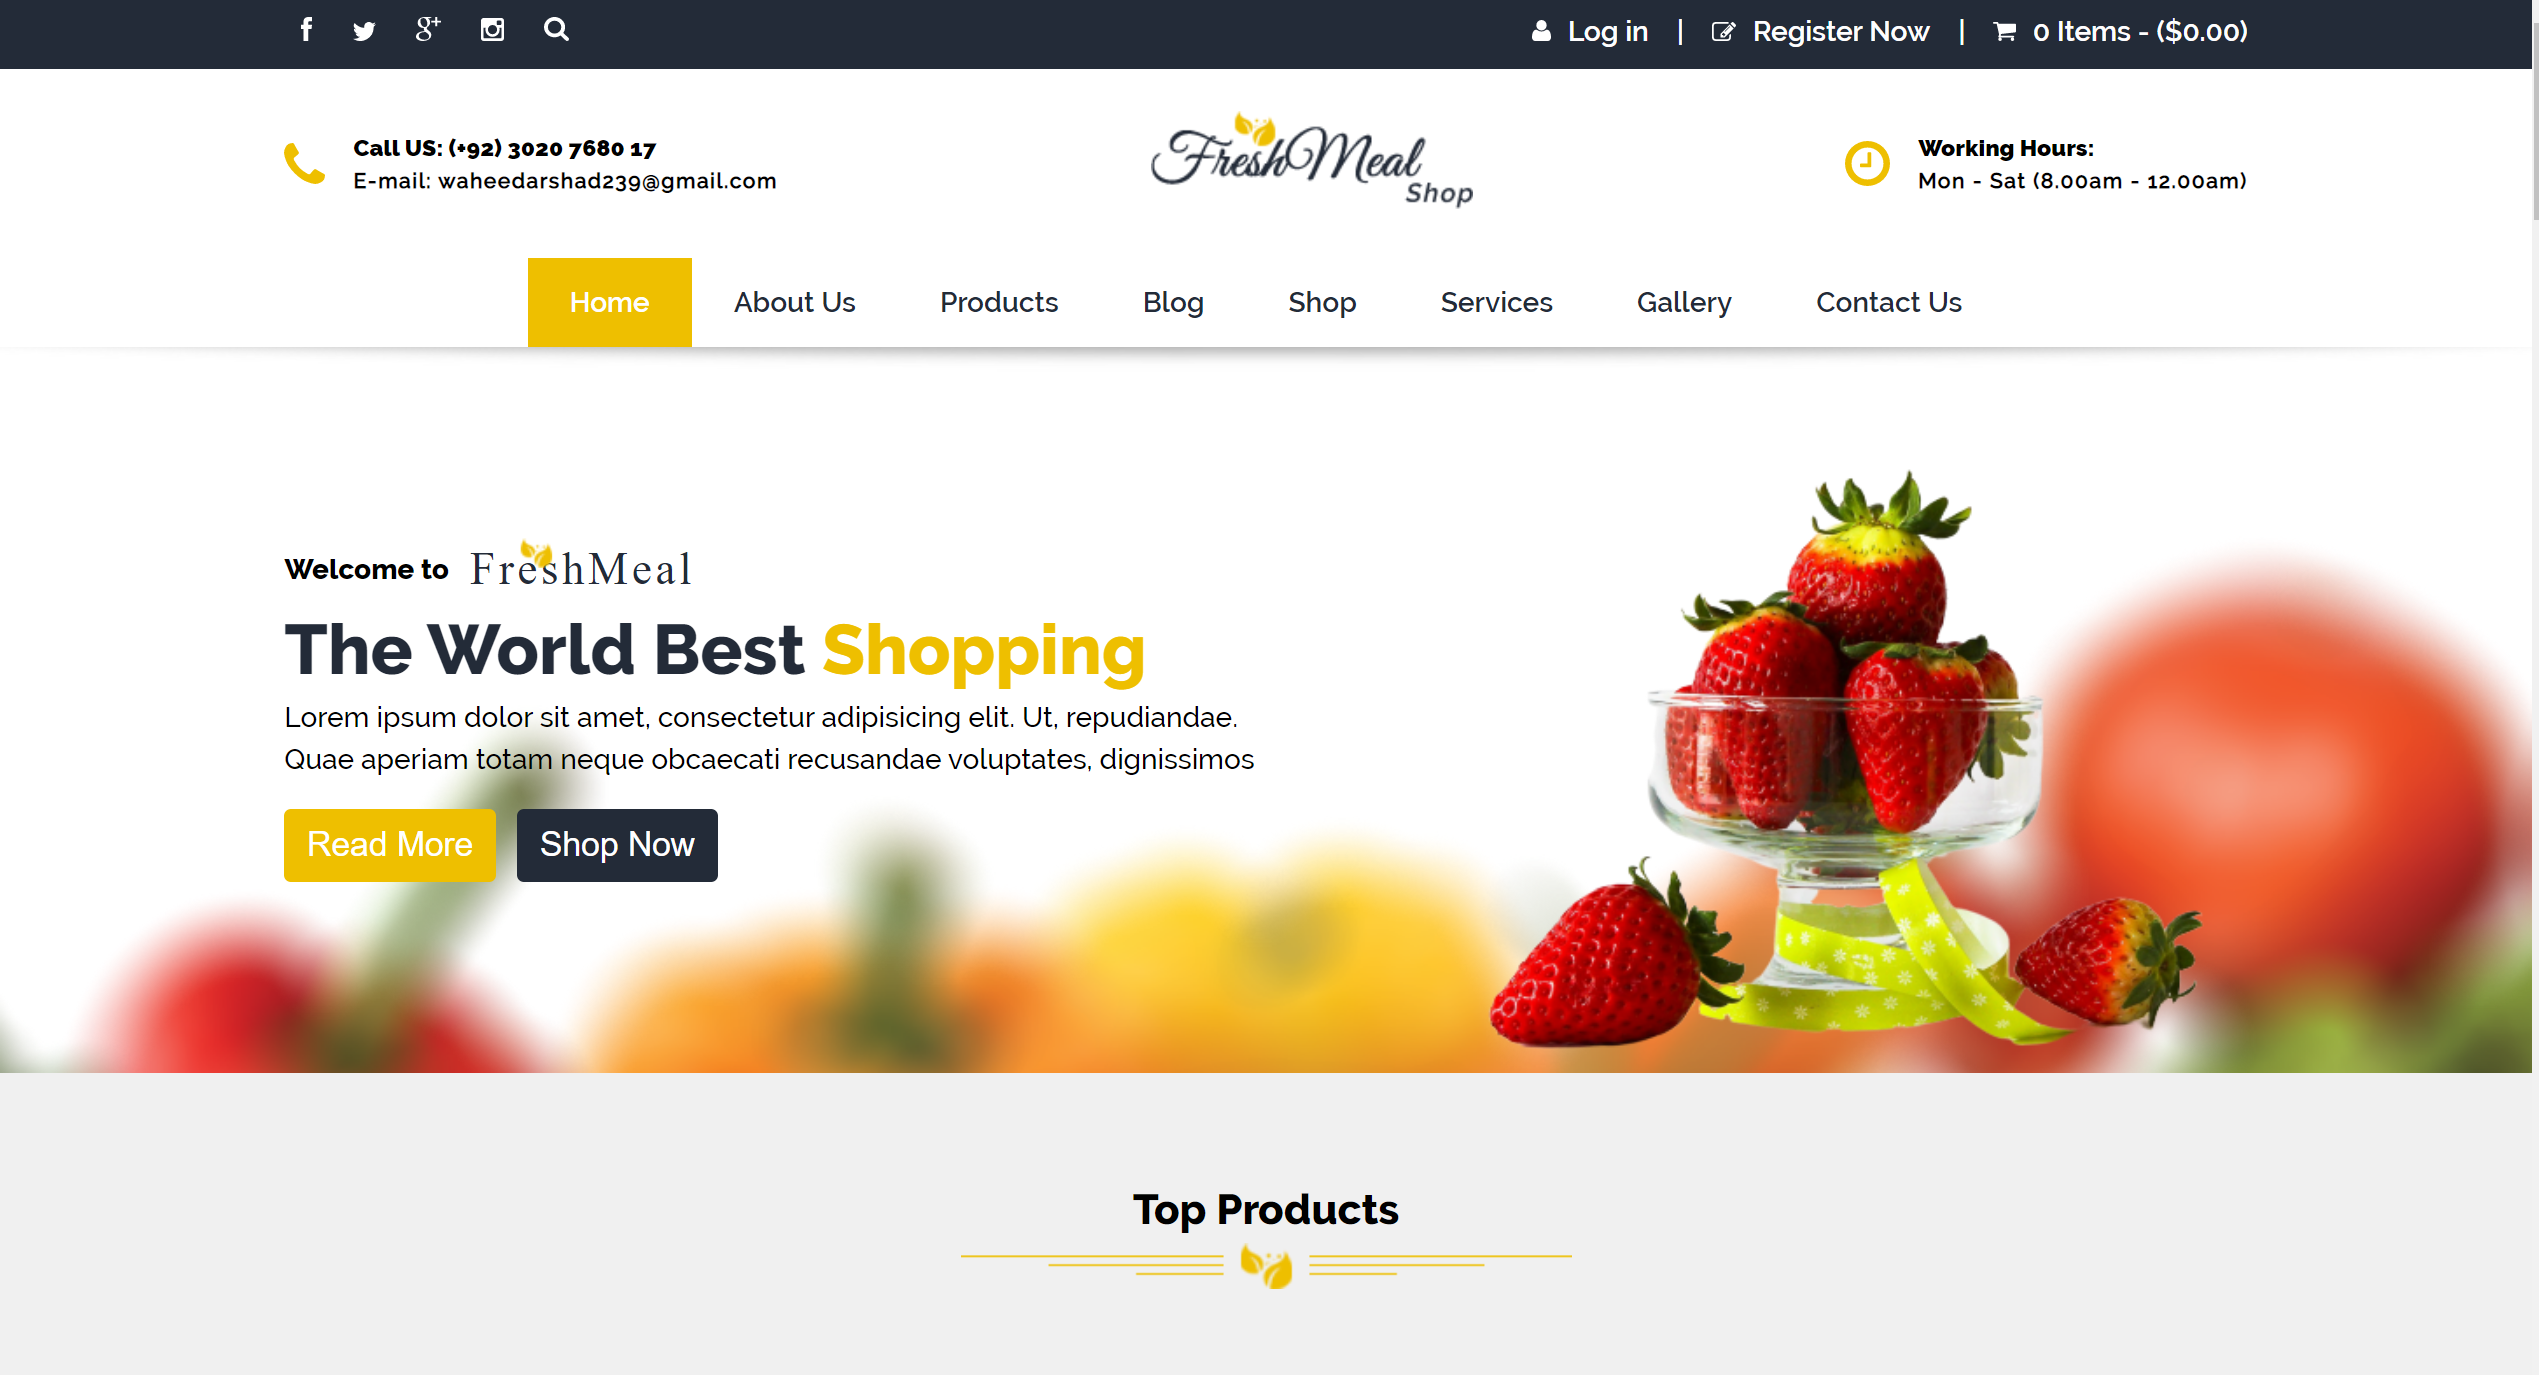 Log in | Register Now | 0 Items - ($0.00)
Call US: (+92) 3020 7680 17
E-mail: waheedarshad239@gmail.com
FreshMeal
Shop
Working Hours:
Mon - Sat (8.00am - 12.00am)
Home About Us Products Blog Shop Services Gallery Contact Us
Welcome to FreshMeal
The World Best Shopping
Lorem ipsum dolor sit amet, consectetur adipisicing elit. Ut, repudiandae.
Quae aperiam totam neque obcaecati recusandae voluptates, dignissimos
Read More Shop Now
Top Products